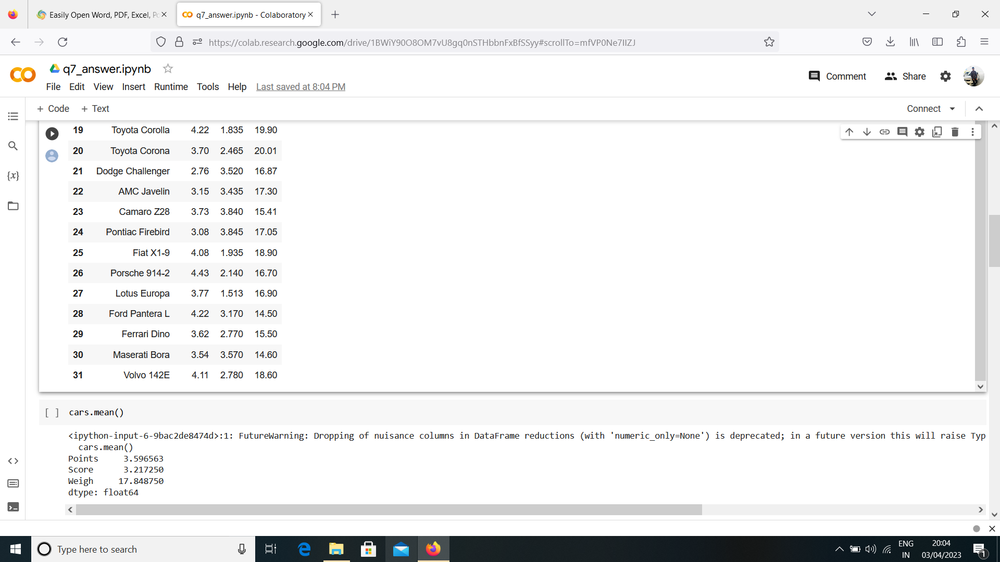 Easily Open Word, PDF, Excel, Po
q7_answer.ipynb - Colaboratory
https://colab.research.google.com/drive/1BWiY90O8OM7vU8gq0nSTHbbnFxBfSSyy#scrollTo=mfVP0Ne7IIZJ
q7_answer.ipynb
Comment
Share
File Edit View Insert Runtime Tools Help Last saved at 8:04 PM
+ Code + Text
Connect
19 Toyota Corolla 4.22 1.835 19.90
20 Toyota Corona 3.70 2.465 20.01
21 Dodge Challenger 2.76 3.520 16.87
{x}
22 AMC Javelin 3.15 3.435 17.30
23 Camaro Z28 3.73 3.840 15.41
24 Pontiac Firebird 3.08 3.845 17.05
25 Fiat X1-9 4.08 1.935 18.90
26 Porsche 914-2 4.43 2.140 16.70
27 Lotus Europa 3.77 1.513 16.90
28 Ford Pantera L 4.22 3.170 14.50
29 Ferrari Dino 3.62 2.770 15.50
30 Maserati Bora 3.54 3.570 14.60
31 Volvo 142E 4.11 2.780 18.60
[ ] cars.mean()
<ipython-input-6-9bac2de8474d>:1: FutureWarning: Dropping of nuisance columns in DataFrame reductions (with 'numeric_only=None') is deprecated; in a future version this will raise Typ
cars.mean()
Points 3.596563
Score 3.217250
Weigh 17.848750
dtype: float64
Type here to search
ENG
IN
20:04
03/04/2023
1